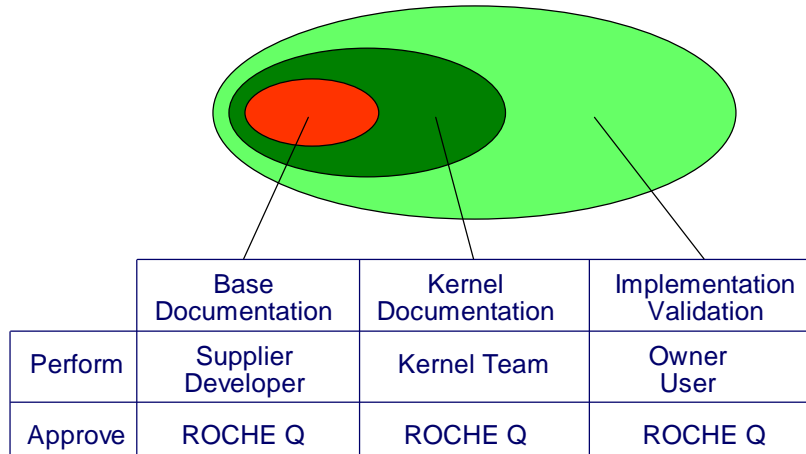 Base Kernel Implementation
Documentation Documentation Validation
Perform Supplier Developer Kernel Team Owner User
Approve ROCHE Q ROCHE Q ROCHE Q